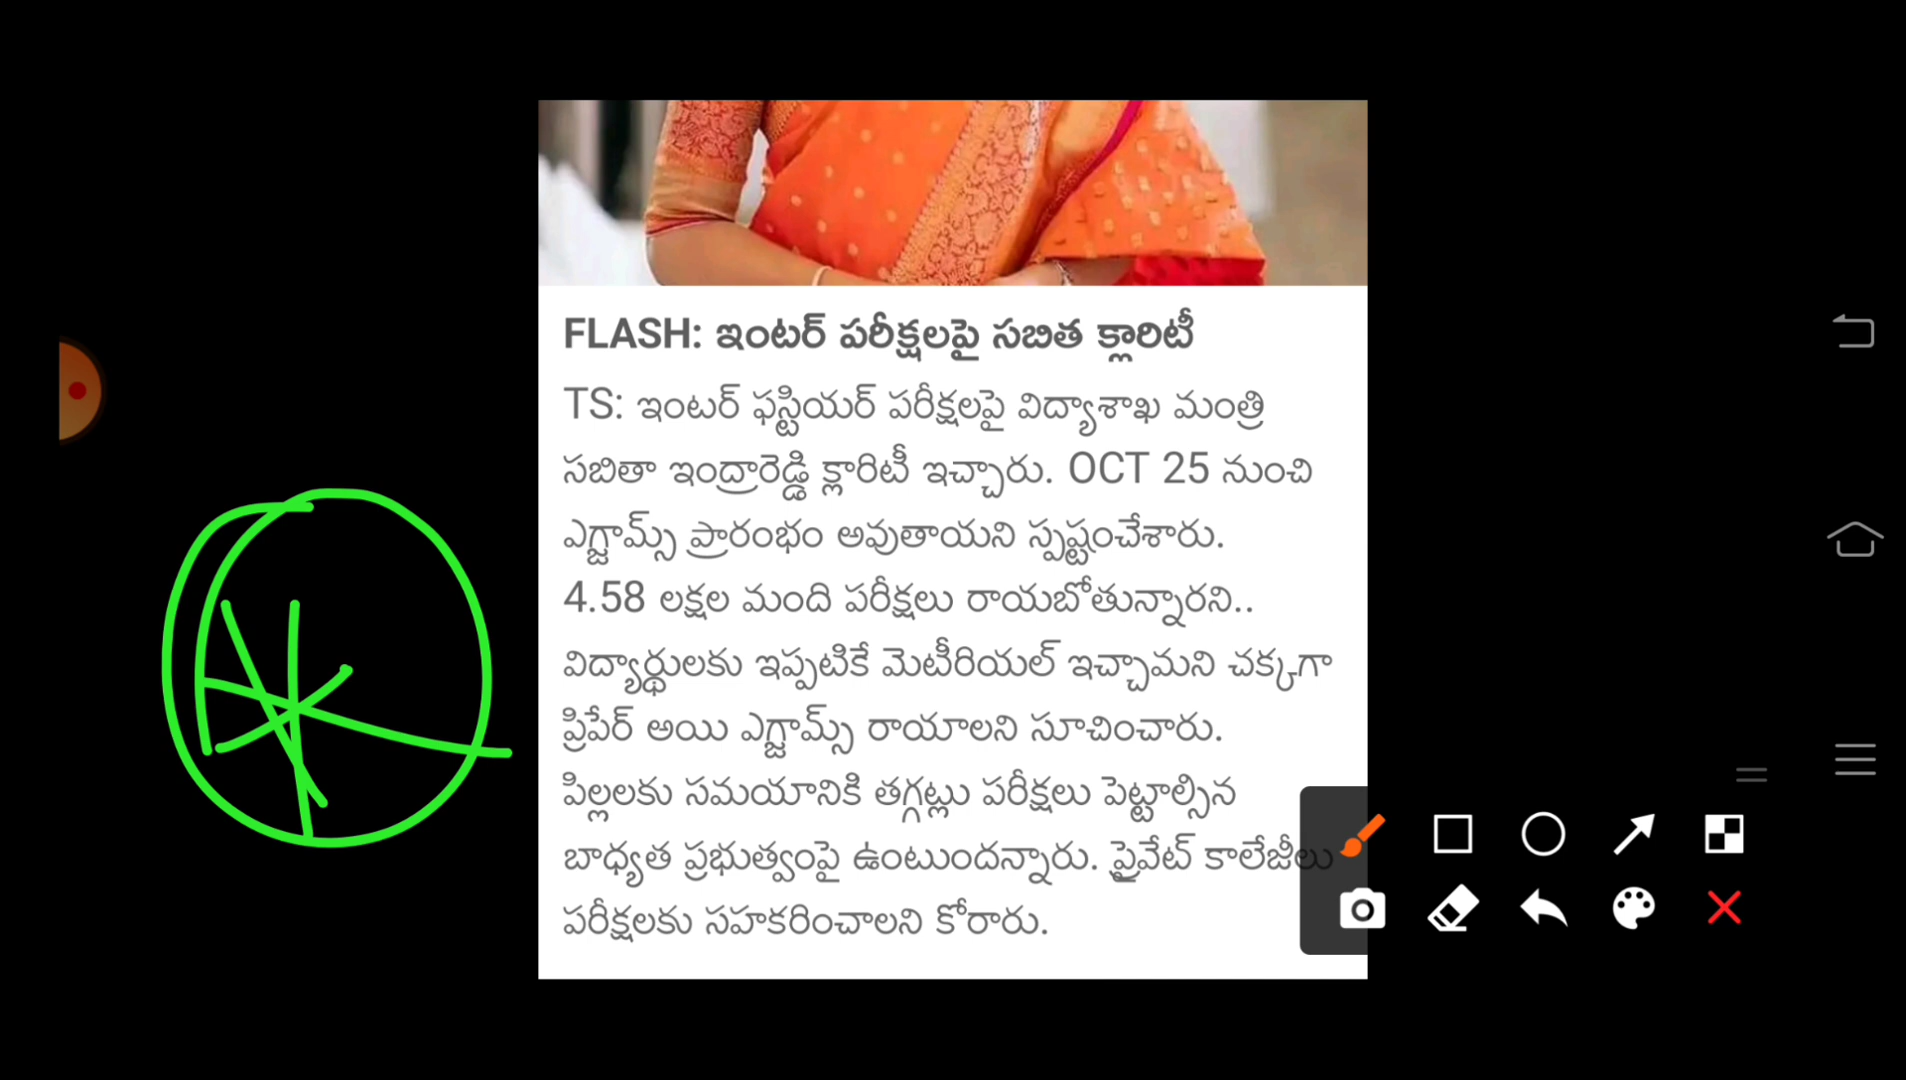 FLASH: ఇంటర్ పరీక్షలపై సబిత క్లారిటీ
TS: ఇంటర్ ఫస్టియర్ పరీక్షలపై విద్యాశాఖ మంత్రి
సబితా ఇంద్రారెడ్డి క్లారిటీ ఇచ్చారు. OCT 25 నుంచి
ఎగ్జామ్స్ ప్రారంభం అవుతాయని స్పష్టంచేశారు.
4.58 లక్షల మంది పరీక్షలు రాయబోతున్నారని..
విద్యార్థులకు ఇప్పటికే మెటీరియల్ ఇచ్చామని చక్కగా
ప్రిపేర్ అయి ఎగ్జామ్స్ రాయాలని సూచించారు.
పిల్లలకు సమయానికి తగ్గట్లు పరీక్షలు పెట్టాల్సిన
బాధ్యత ప్రభుత్వంపై ఉంటుందన్నారు. ప్రైవేట్ కాలేజీలు
పరీక్షలకు సహకరించాలని కోరారు.